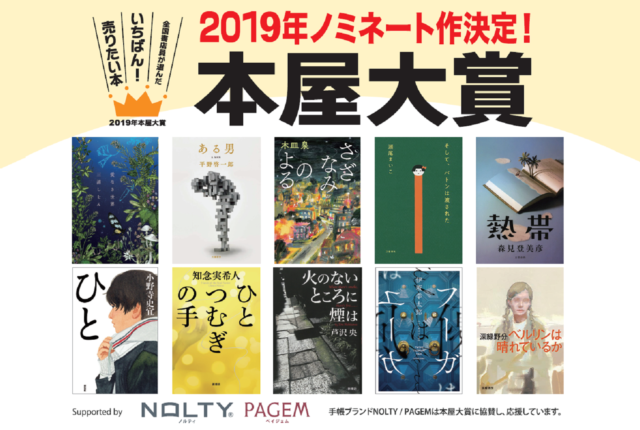 全国書店員が選んだ
いちばん!
売りたい本
2019年本屋大賞
2019年ノミネート作決定!
本屋大賞
ある男
平野啓一郎
木皿泉
さざなみ
のよる
そして、バトンは渡された
瀬尾まいこ
熱帯
森見登美彦
小野寺史宜
ひと
知念実希人
ひと
つむぎ
の手
火のない
ところに
煙は
芦沢央
フーガは
ユーガ
深緑野分
ベルリンは
晴れているか
Supported by
NOLTY®
ノルティ
PAGEM
ペイジェム
手帳ブランドNOLTY / PAGEMは本屋大賞に協賛し、応援しています。